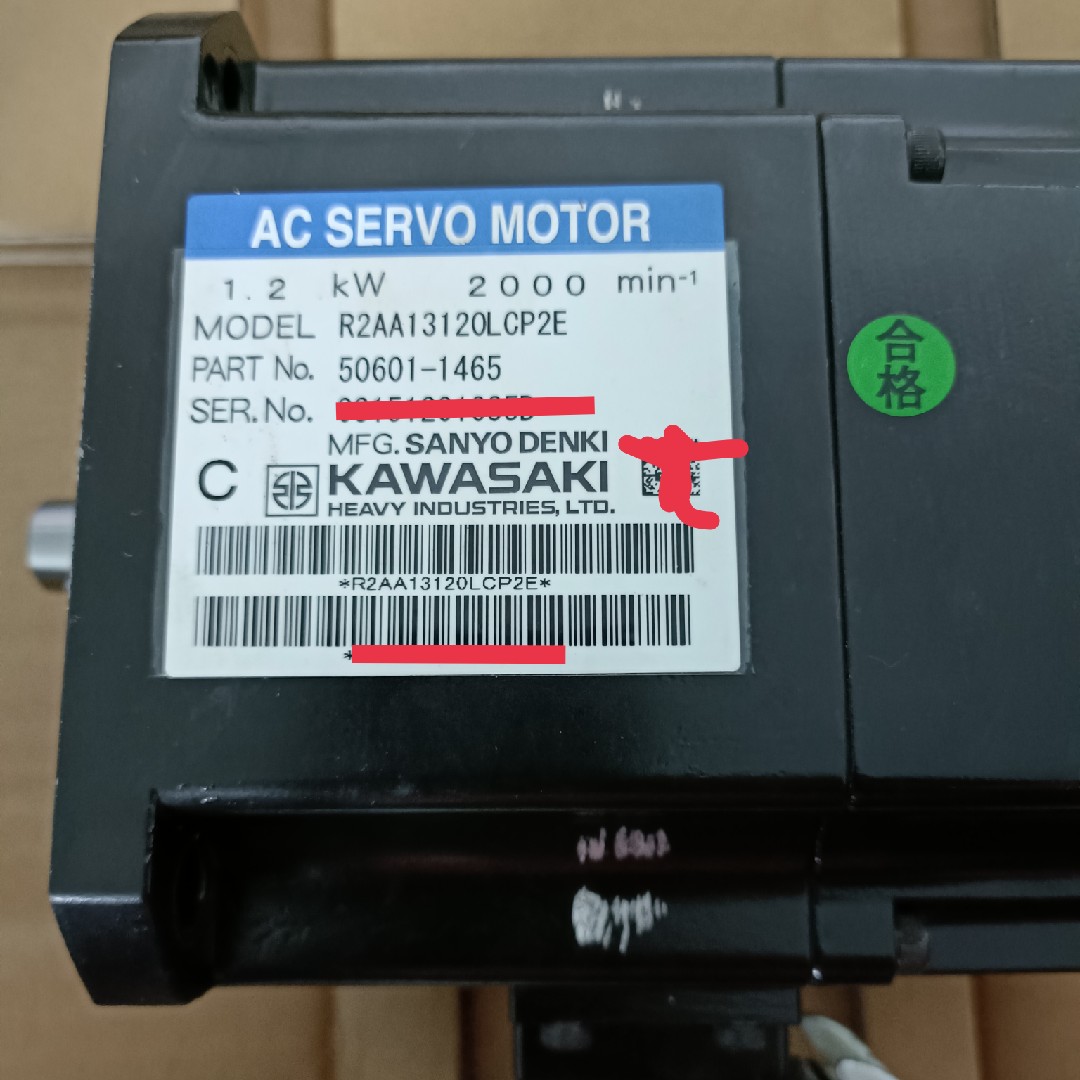 AC SERVO MOTOR
1.2 kW 2000 min-1
MODEL R2AA13120LCP2E
PART No. 50601-1465
SER.No.
MFG. SANYO DENKI
C KAWASAKI
HEAVY INDUSTRIES, LTD.
*R2AA13120LCP2E*
*
合格